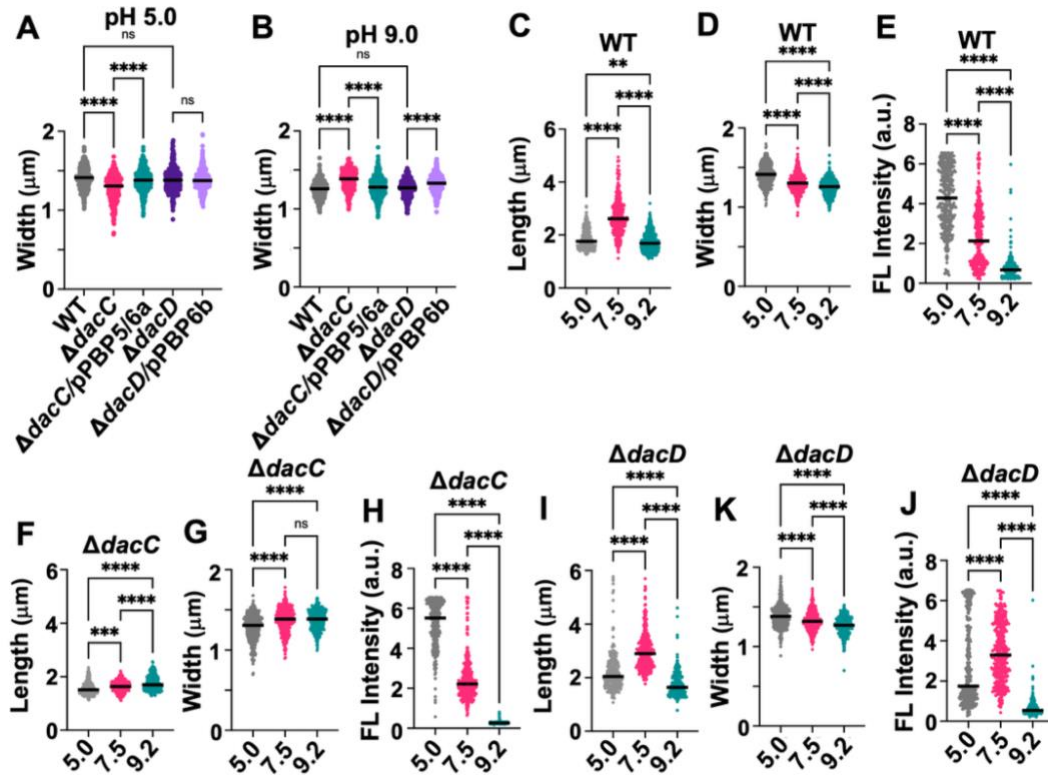 A
pH 5.0
ns
****
****
ns
Width (μm)
2
1
0
WT
ΔdacC
ΔdacC/pPBP5/6a
ΔdacD
ΔdacD/pPBP6b
B
pH 9.0
ns
****
****
****
Width (μm)
2
1
0
WT
ΔdacC
ΔdacC/pPBP5/6a
ΔdacD
ΔdacD/pPBP6b
C
WT
**
****
****
Length (μm)
6
4
2
0
5.0
7.5
9.2
D
WT
****
****
****
Width (μm)
2
1
0
5.0
7.5
9.2
E
WT
****
****
****
FL Intensity (a.u.)
8
6
4
2
0
5.0
7.5
9.2
F
ΔdacC
****
***
****
Length (μm)
6
4
2
0
5.0
7.5
9.2
G
ΔdacC
****
****
ns
Width (μm)
2
1
0
5.0
7.5
9.2
H
ΔdacC
****
****
****
FL Intensity (a.u.)
8
6
4
2
0
5.0
7.5
9.2
I
ΔdacD
****
****
****
Length (μm)
6
4
2
0
5.0
7.5
9.2
K
ΔdacD
****
****
****
Width (μm)
2
1
0
5.0
7.5
9.2
J
ΔdacD
****
****
****
FL Intensity (a.u.)
8
6
4
2
0
5.0
7.5
9.2